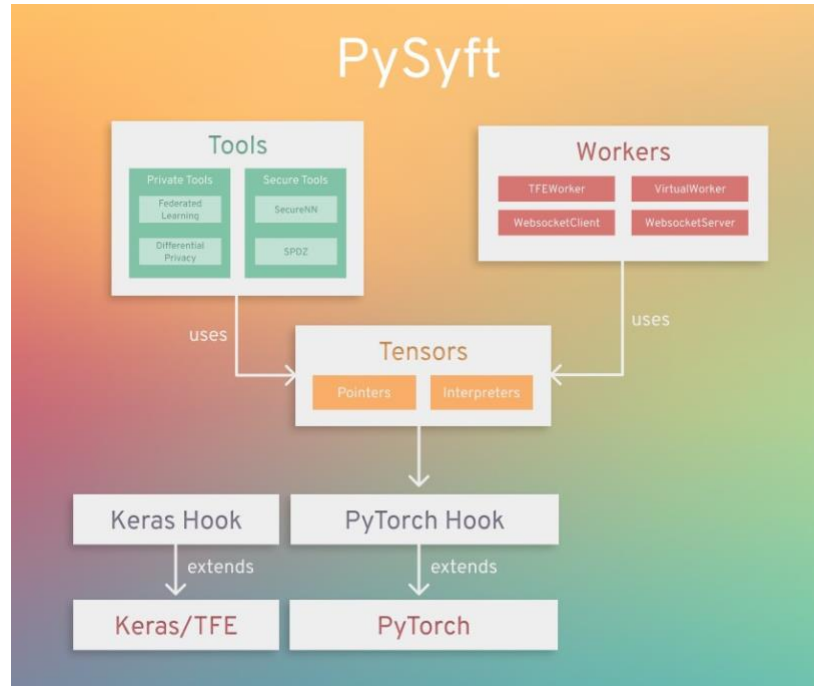 PySyft
Tools
Private Tools
Federated
Learning
Differential
Privacy
Secure Tools
SecureNN
SPDZ
Workers
TFEWorker
VirtualWorker
WebsocketClient
WebsocketServer
uses
uses
Tensors
Pointers
Interpreters
Keras Hook
PyTorch Hook
extends
extends
Keras/TFE
PyTorch